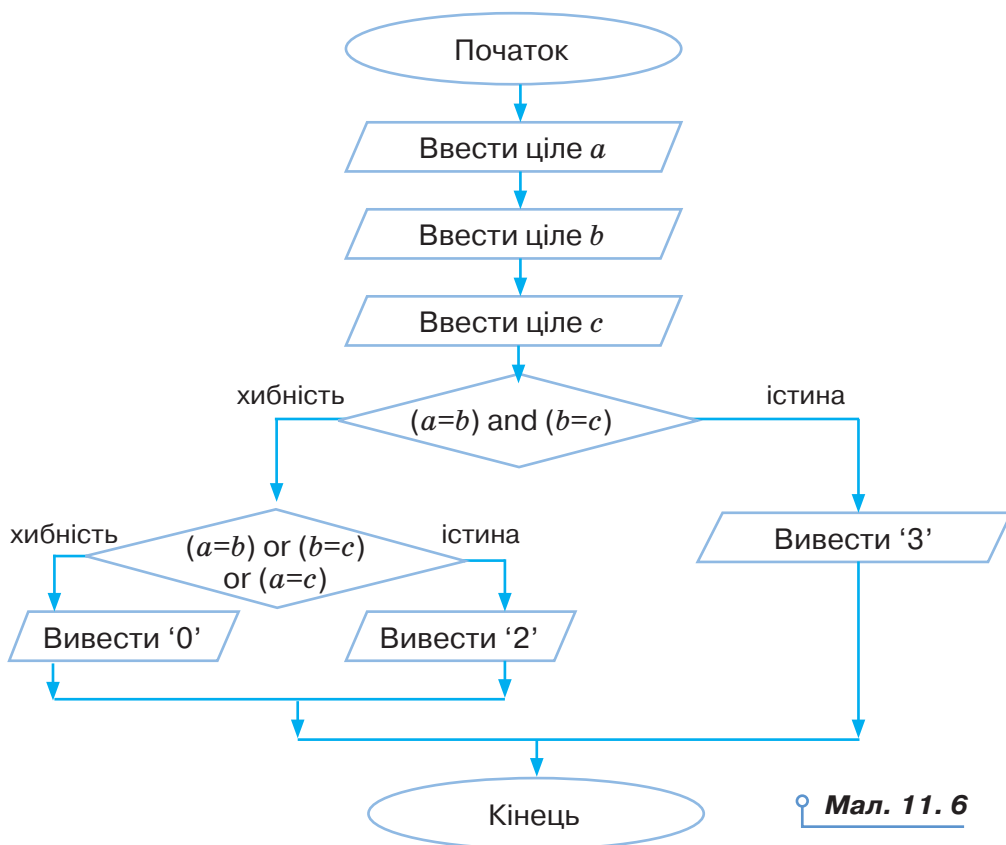 Початок
Ввести ціле a
Ввести ціле b
Ввести ціле c
хибність
істина
(a=b) and (b=c)
хибність
істина
(a=b) or (b=c)
or (a=c)
Вивести ‘3’
Вивести ‘0’
Вивести ‘2’
Кінець
Мал. 11. 6